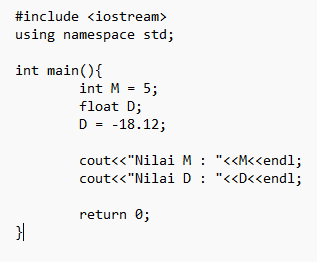 #include <iostream>
using namespace std;
int main(){
int M = 5;
float D;
D = -18.12;
cout<<"Nilai M : "<<M<<endl;
cout<<"Nilai D : "<<D<<endl;
return 0;
}